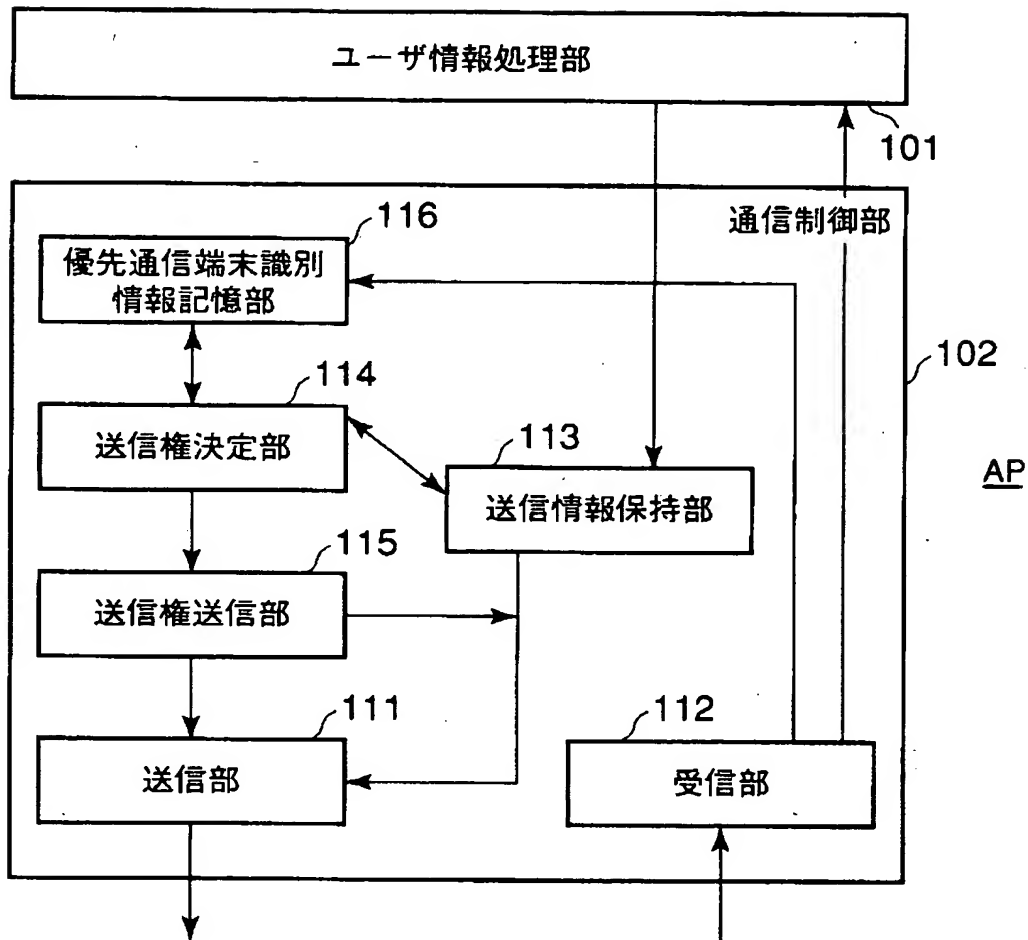 ユーザ情報処理部
101
通信制御部
116
優先通信端末識別
情報記憶部
102
114
送信権決定部
113
送信情報保持部
AP
115
送信権送信部
111
送信部
112
受信部